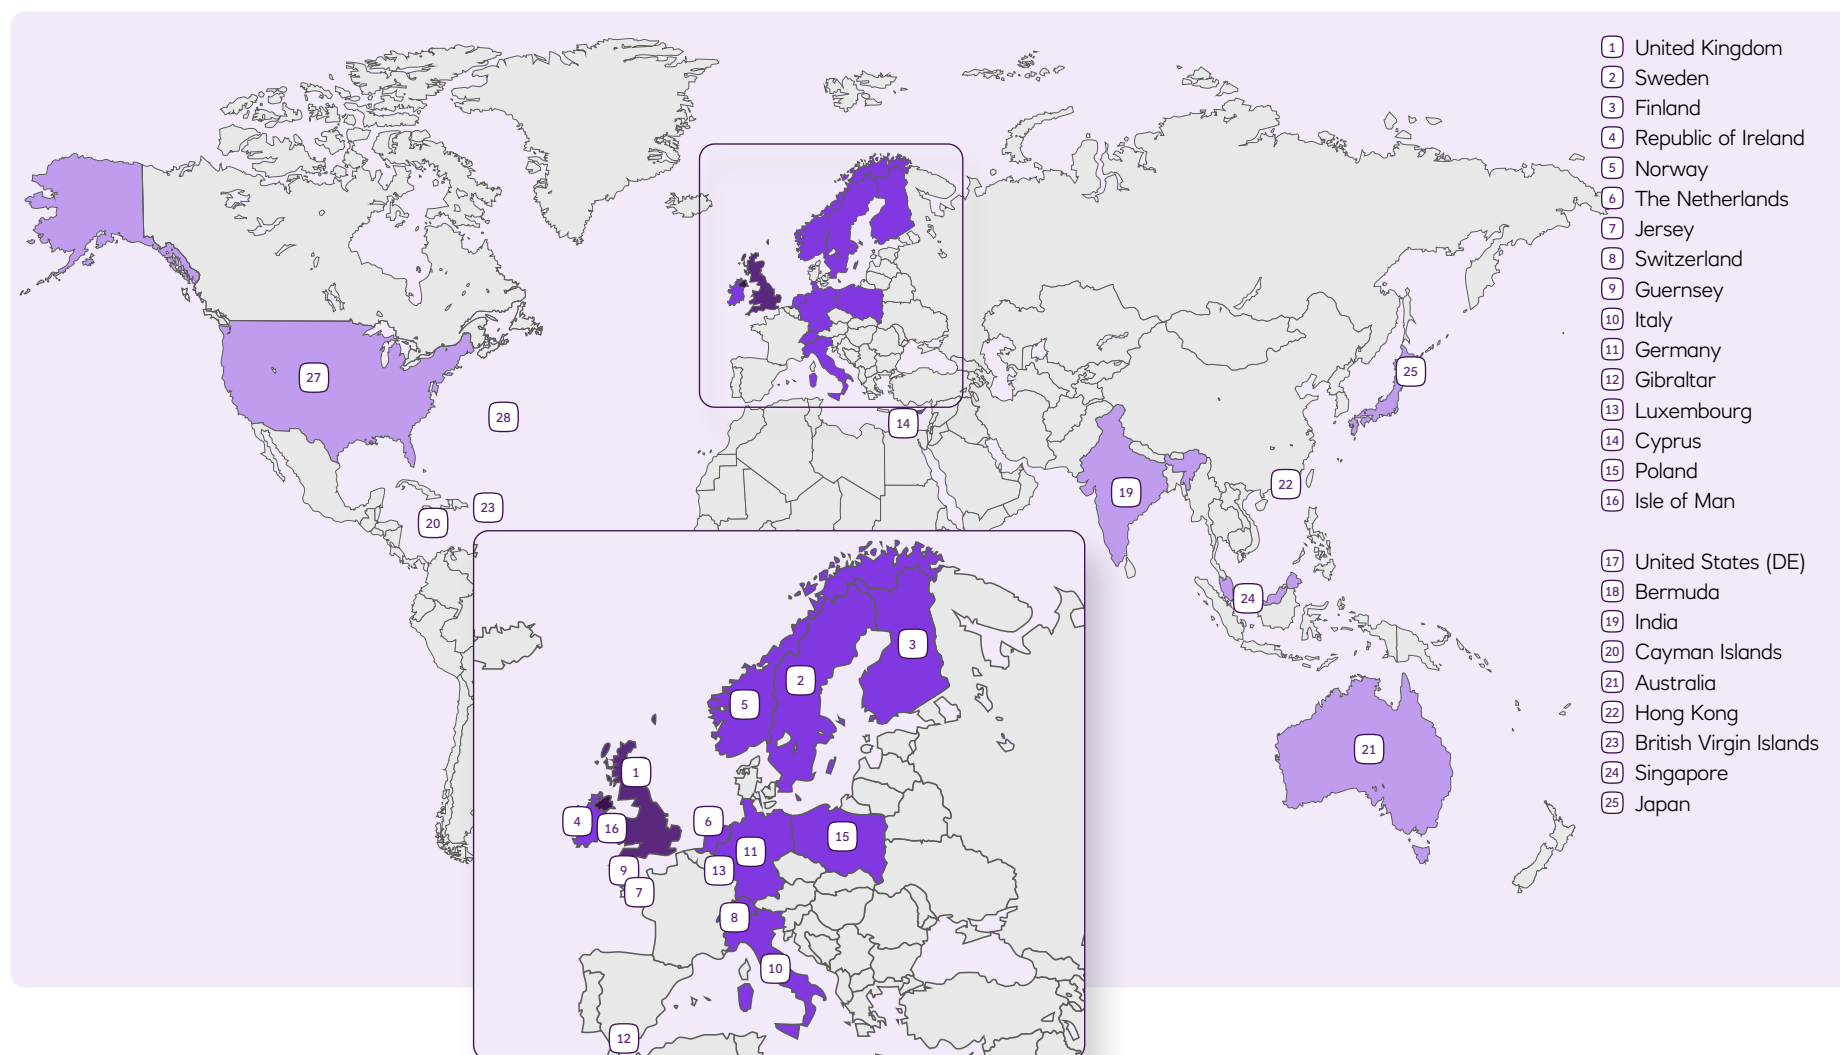 1 United Kingdom
2 Sweden
3 Finland
4 Republic of Ireland
5 Norway
6 The Netherlands
7 Jersey
8 Switzerland
9 Guernsey
10 Italy
11 Germany
12 Gibraltar
13 Luxembourg
14 Cyprus
15 Poland
16 Isle of Man
17 United States (DE)
18 Bermuda
19 India
20 Cayman Islands
21 Australia
22 Hong Kong
23 British Virgin Islands
24 Singapore
25 Japan
27
28
25
14
22
19
23
20
24
3
2
5
21
1
4
16
6
15
11
9
13
7
8
10
12